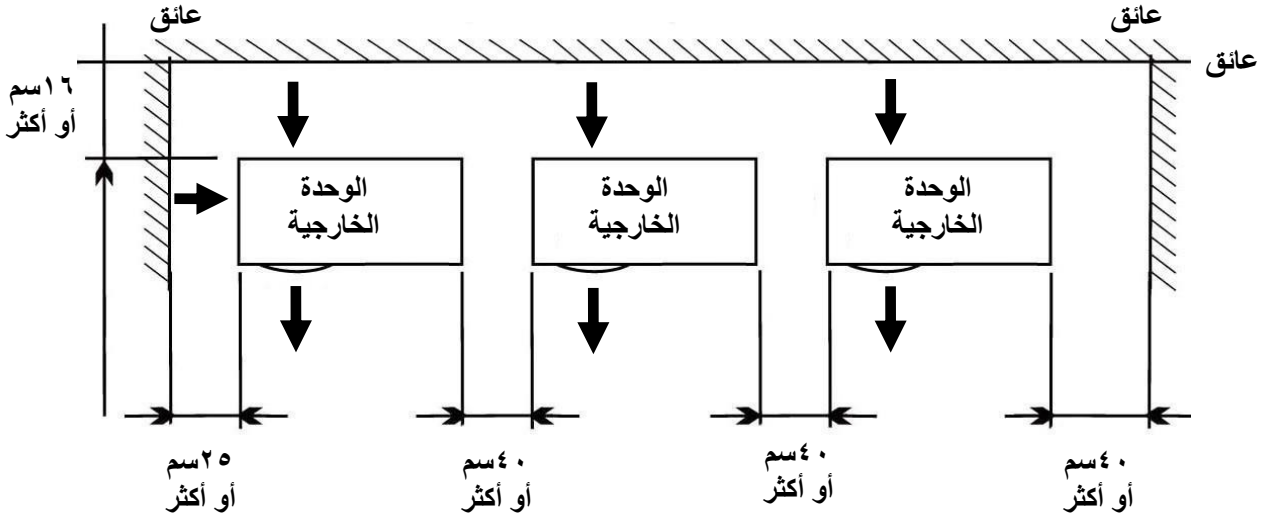 عائق
عائق
عائق
١٦سم
أو أكثر
الوحدة
الخارجية
الوحدة
الخارجية
الوحدة
الخارجية
٢٥سم
أو أكثر
٤٠سم
أو أكثر
٤٠سم
أو أكثر
٤٠سم
أو أكثر